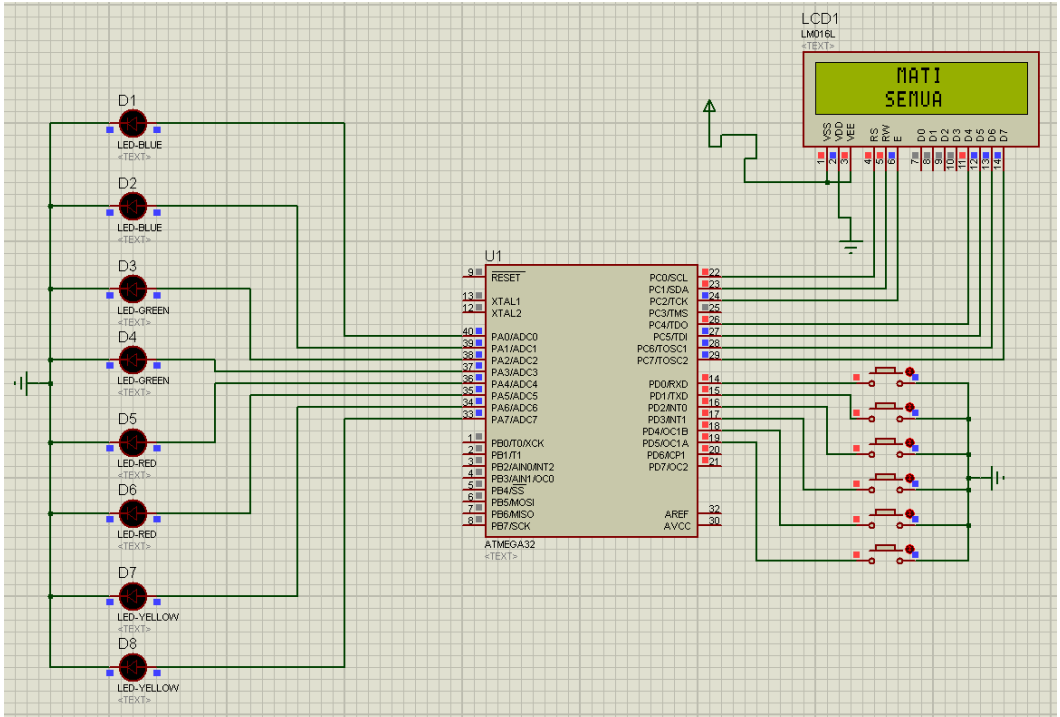 LCD1
LM016L
<TEXT>
MATI
SEMUA
VSS
VDD
VEE
RS
RW
E
D0
D1
D2
D3
D4
D5
D6
D7
1
2
3
4
5
6
7
8
9
10
11
12
13
14
D1
LED-BLUE
<TEXT>
D2
LED-BLUE
<TEXT>
D3
LED-GREEN
<TEXT>
D4
LED-GREEN
<TEXT>
D5
LED-RED
<TEXT>
D6
LED-RED
<TEXT>
D7
LED-YELLOW
<TEXT>
D8
LED-YELLOW
<TEXT>
U1
9 RESET
13 XTAL1
12 XTAL2
40 PA0/ADC0
39 PA1/ADC1
38 PA2/ADC2
37 PA3/ADC3
36 PA4/ADC4
35 PA5/ADC5
34 PA6/ADC6
33 PA7/ADC7
1 PB0/T0/XCK
2 PB1/T1
3 PB2/AIN0/INT2
4 PB3/AIN1/OC0
5 PB4/SS
6 PB5/MOSI
7 PB6/MISO
8 PB7/SCK
PC0/SCL 22
PC1/SDA 23
PC2/TCK 24
PC3/TMS 25
PC4/TDO 26
PC5/TDI 27
PC6/TOSC1 28
PC7/TOSC2 29
PD0/RXD 14
PD1/TXD 15
PD2/INT0 16
PD3/INT1 17
PD4/OC1B 18
PD5/OC1A 19
PD6/ICP1 20
PD7/OC2 21
AREF 32
AVCC 30
ATMEGA32
<TEXT>